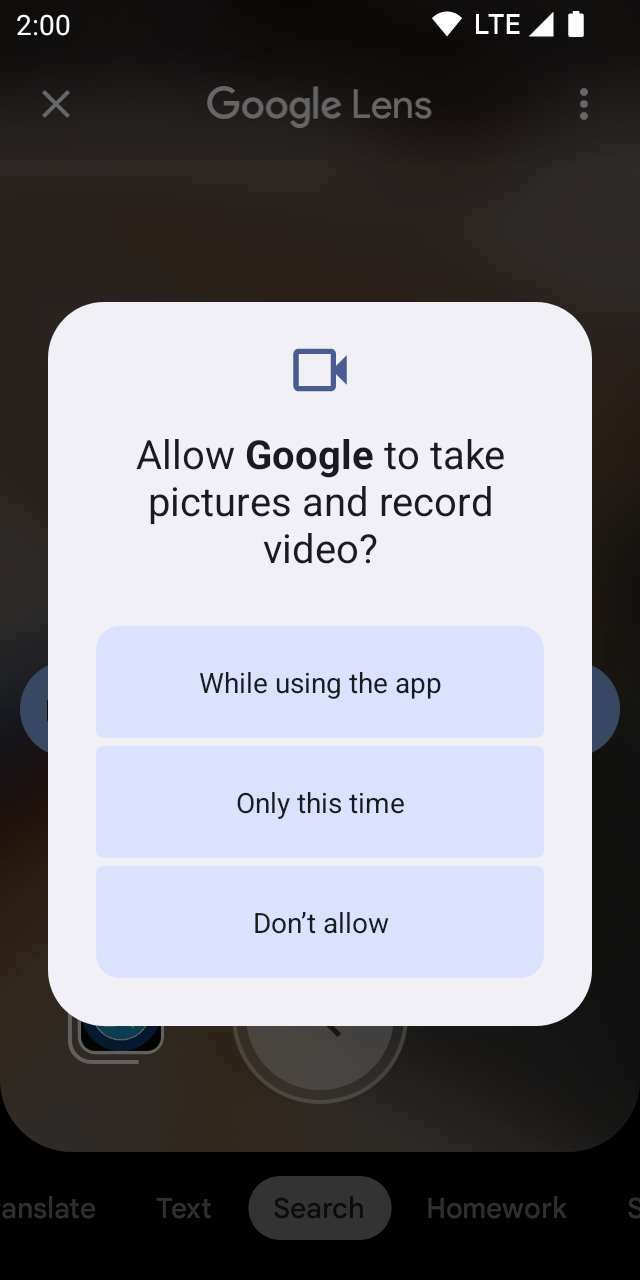 2:00 LTE
Google Lens
Allow Google to take
pictures and record
video?
While using the app
Only this time
Don’t allow
anslate Text Search Homework